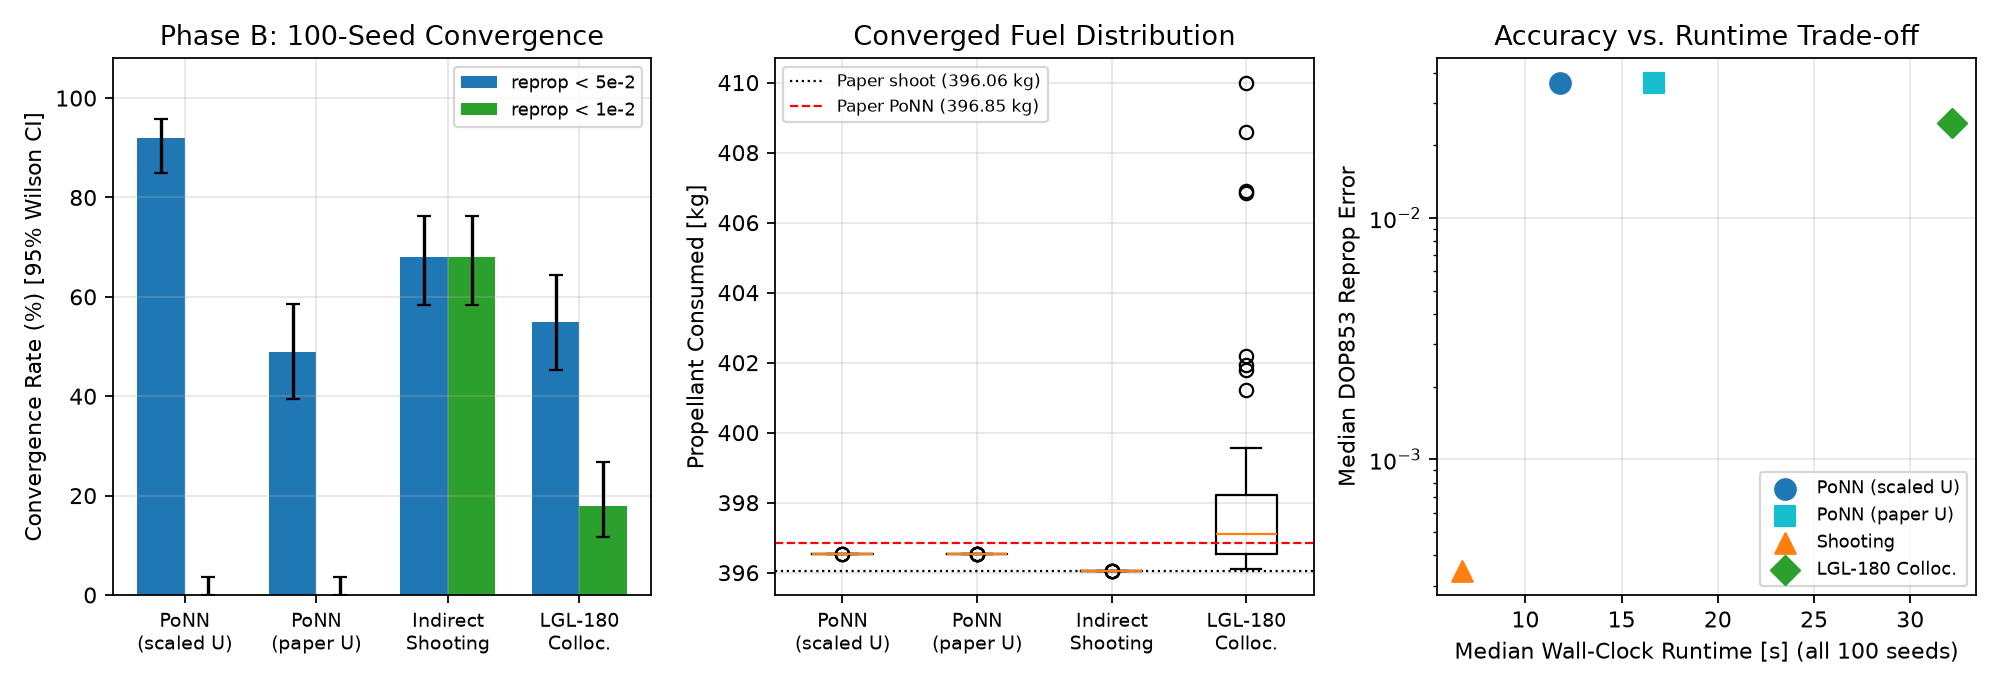 Phase B: 100-Seed Convergence
Convergence Rate (%) [95% Wilson CI]
100
80
60
40
20
0
reprop < 5e-2
reprop < 1e-2
PoNN
(scaled U)
PoNN
(paper U)
Indirect
Shooting
LGL-180
Colloc.
Converged Fuel Distribution
Propellant Consumed [kg]
410
408
406
404
402
400
398
396
Paper shoot (396.06 kg)
Paper PoNN (396.85 kg)
PoNN
(scaled U)
PoNN
(paper U)
Indirect
Shooting
LGL-180
Colloc.
Accuracy vs. Runtime Trade-off
Median DOP853 Reprop Error
10⁻²
10⁻³
PoNN (scaled U)
PoNN (paper U)
Shooting
LGL-180 Colloc.
10
15
20
25
30
Median Wall-Clock Runtime [s] (all 100 seeds)